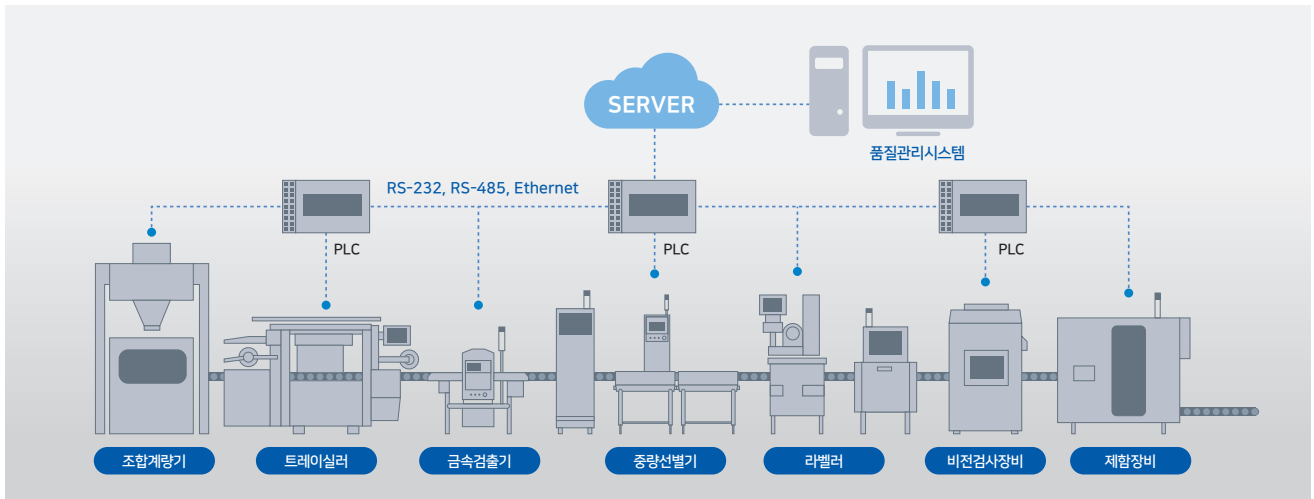 SERVER
품질관리시스템
RS-232, RS-485, Ethernet
PLC
PLC
PLC
조합계량기
트레이실러
금속검출기
중량선별기
라벨러
비전검사장비
제함장비